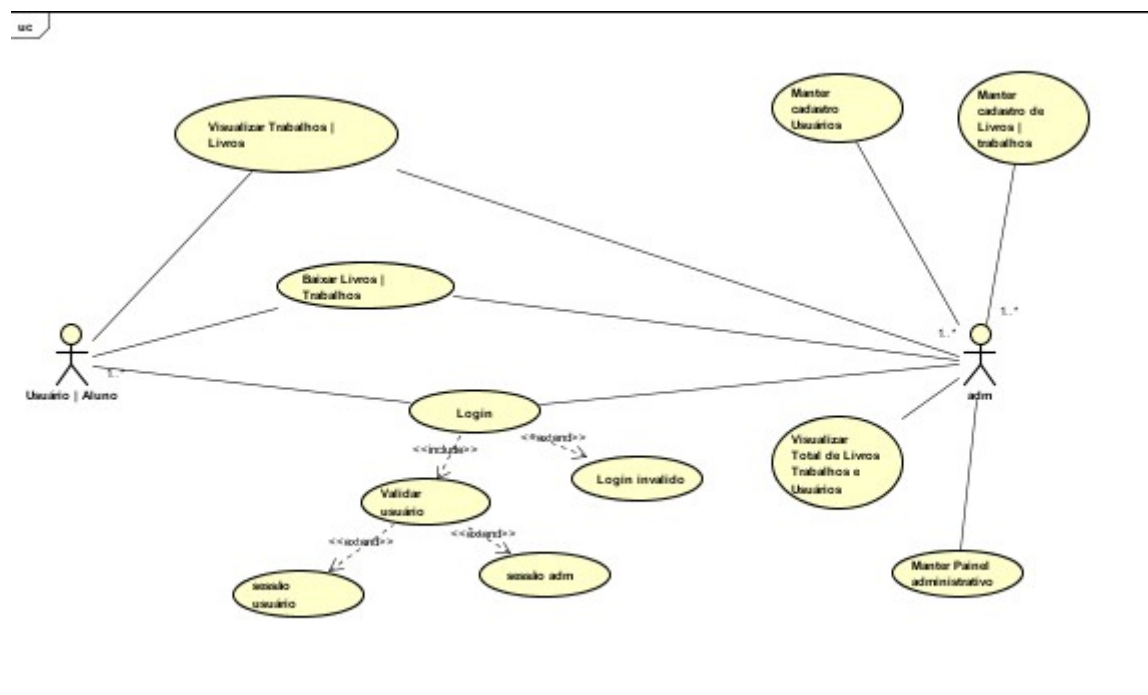 uc
Visualizar Trabalhos |
Livros
Manter
cadastro
Usuários
Manter
cadastro de
Livros |
trabalhos
Baixar Livros |
Trabalhos
1..*
1..*
1..*
Usuário | Aluno
adm
Login
<<include>>
<<extend>>
Visualizar
Total de Livros
Trabalhos e
Usuários
Login invalido
Validar
usuário
<<extend>>
<<extend>>
sessão
usuário
sessão adm
Manter Painel
administrativo